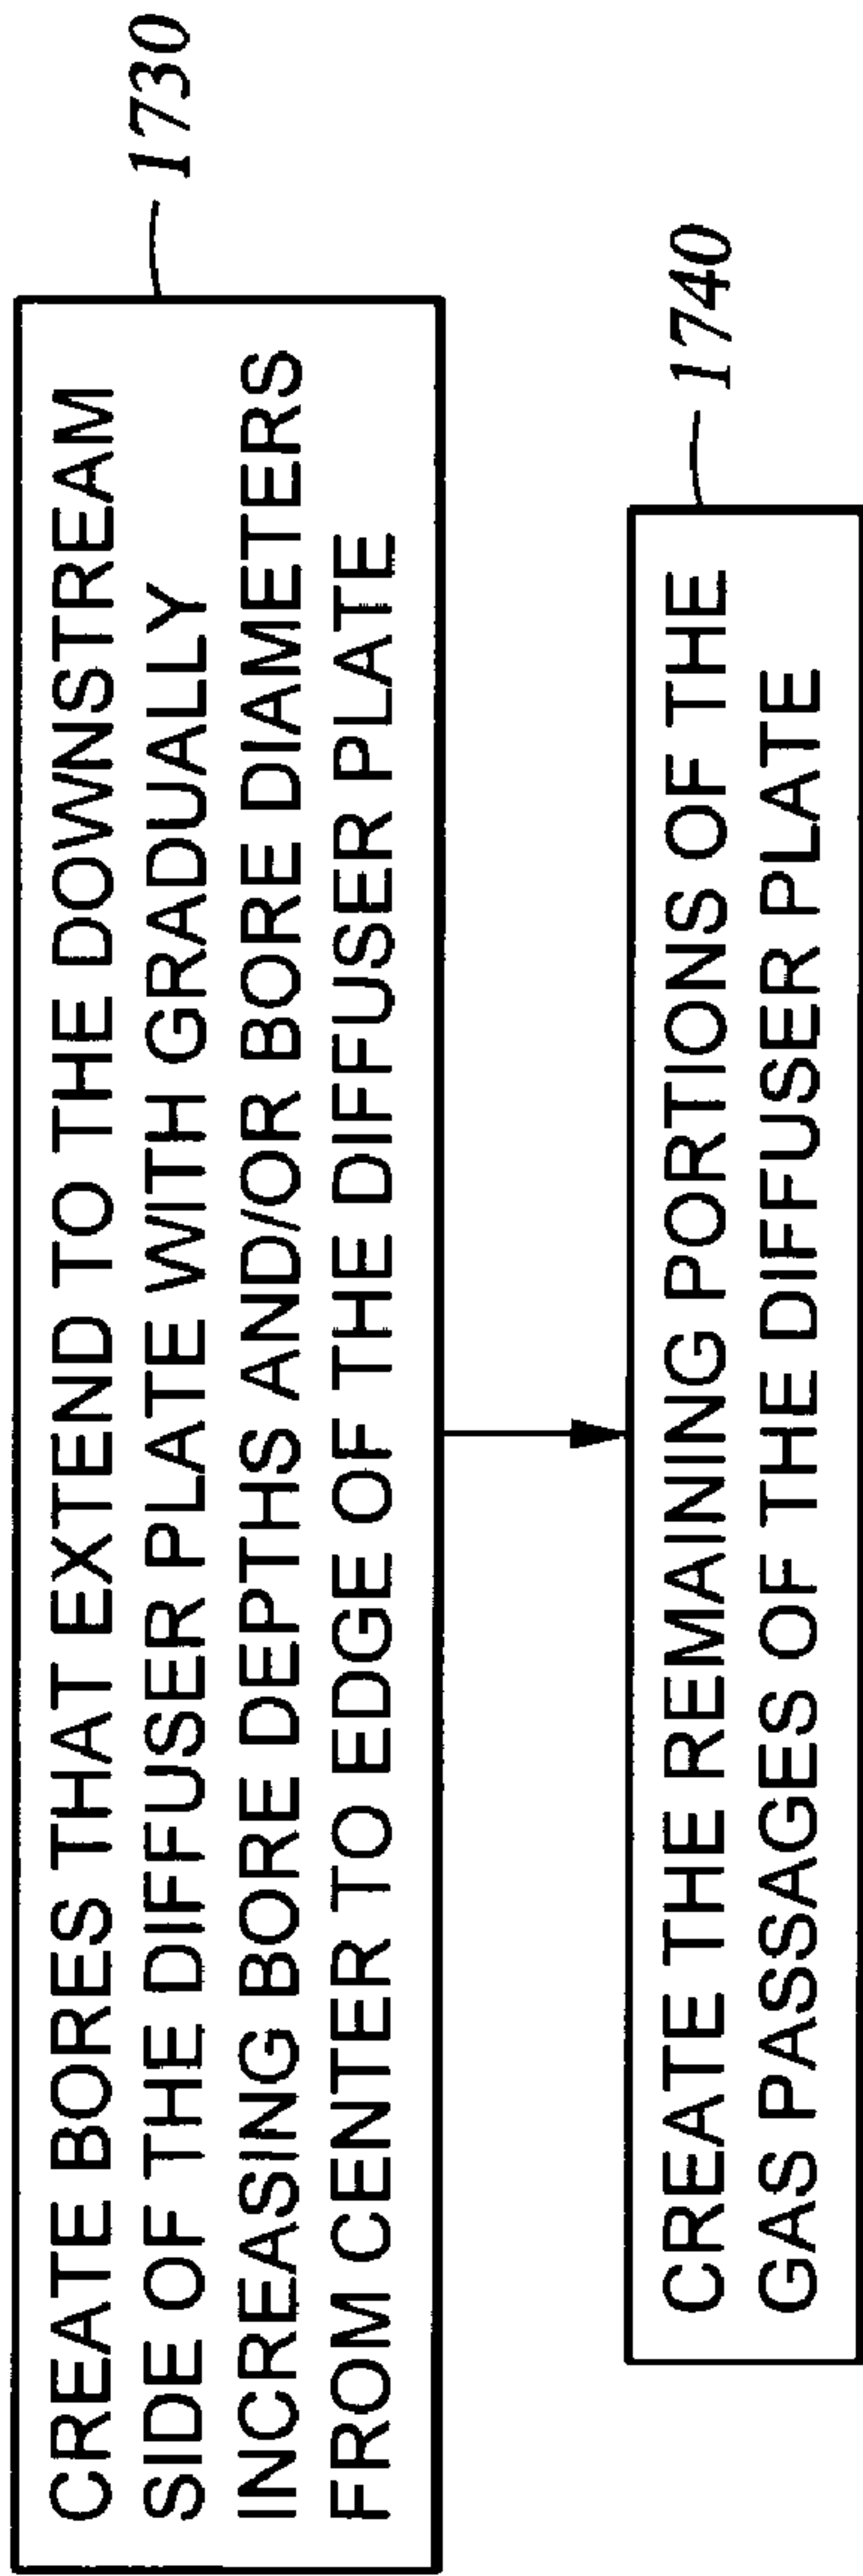 CREATE BORES THAT EXTEND TO THE DOWNSTREAM
SIDE OF THE DIFFUSER PLATE WITH GRADUALLY
INCREASING BORE DEPTHS AND/OR BORE DIAMETERS
FROM CENTER TO EDGE OF THE DIFFUSER PLATE
1730
CREATE THE REMAINING PORTIONS OF THE
GAS PASSAGES OF THE DIFFUSER PLATE
1740